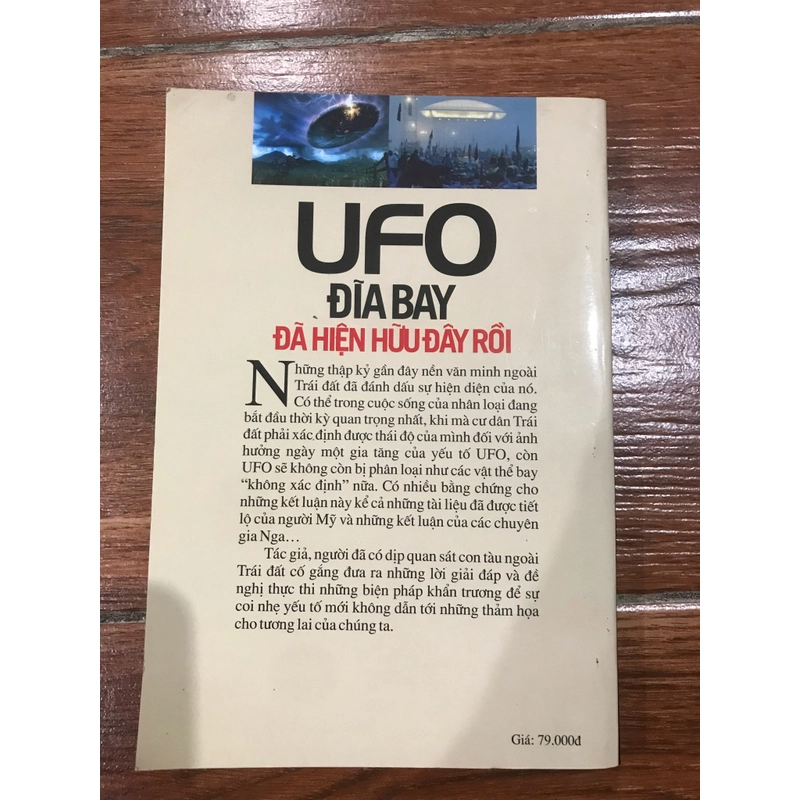 UFO
ĐĨA BAY
ĐÃ HIỆN HỮU ĐÂY RỒI
Những thập kỷ gần đây nền văn minh ngoài
Trái đất đã đánh dấu sự hiện diện của nó.
Có thể trong cuộc sống của nhân loại đang
bắt đầu thời kỳ quan trọng nhất, khi mà cư dân Trái
đất phải xác định được thái độ của mình đối với ảnh
hưởng ngày một gia tăng của yếu tố UFO, còn
UFO sẽ không còn bị phân loại như các vật thể bay
“không xác định” nữa. Có nhiều bằng chứng cho
những kết luận này kể cả những tài liệu đã được tiết
lộ của người Mỹ và những kết luận của các chuyên
gia Nga...
Tác giả, người đã có dịp quan sát con tàu ngoài
Trái đất cố gắng đưa ra những lời giải đáp và đề
nghị thực thi những biện pháp khẩn trương để sự
coi nhẹ yếu tố mới không dẫn tới những thảm họa
cho tương lai của chúng ta.
Giá: 79.000đ